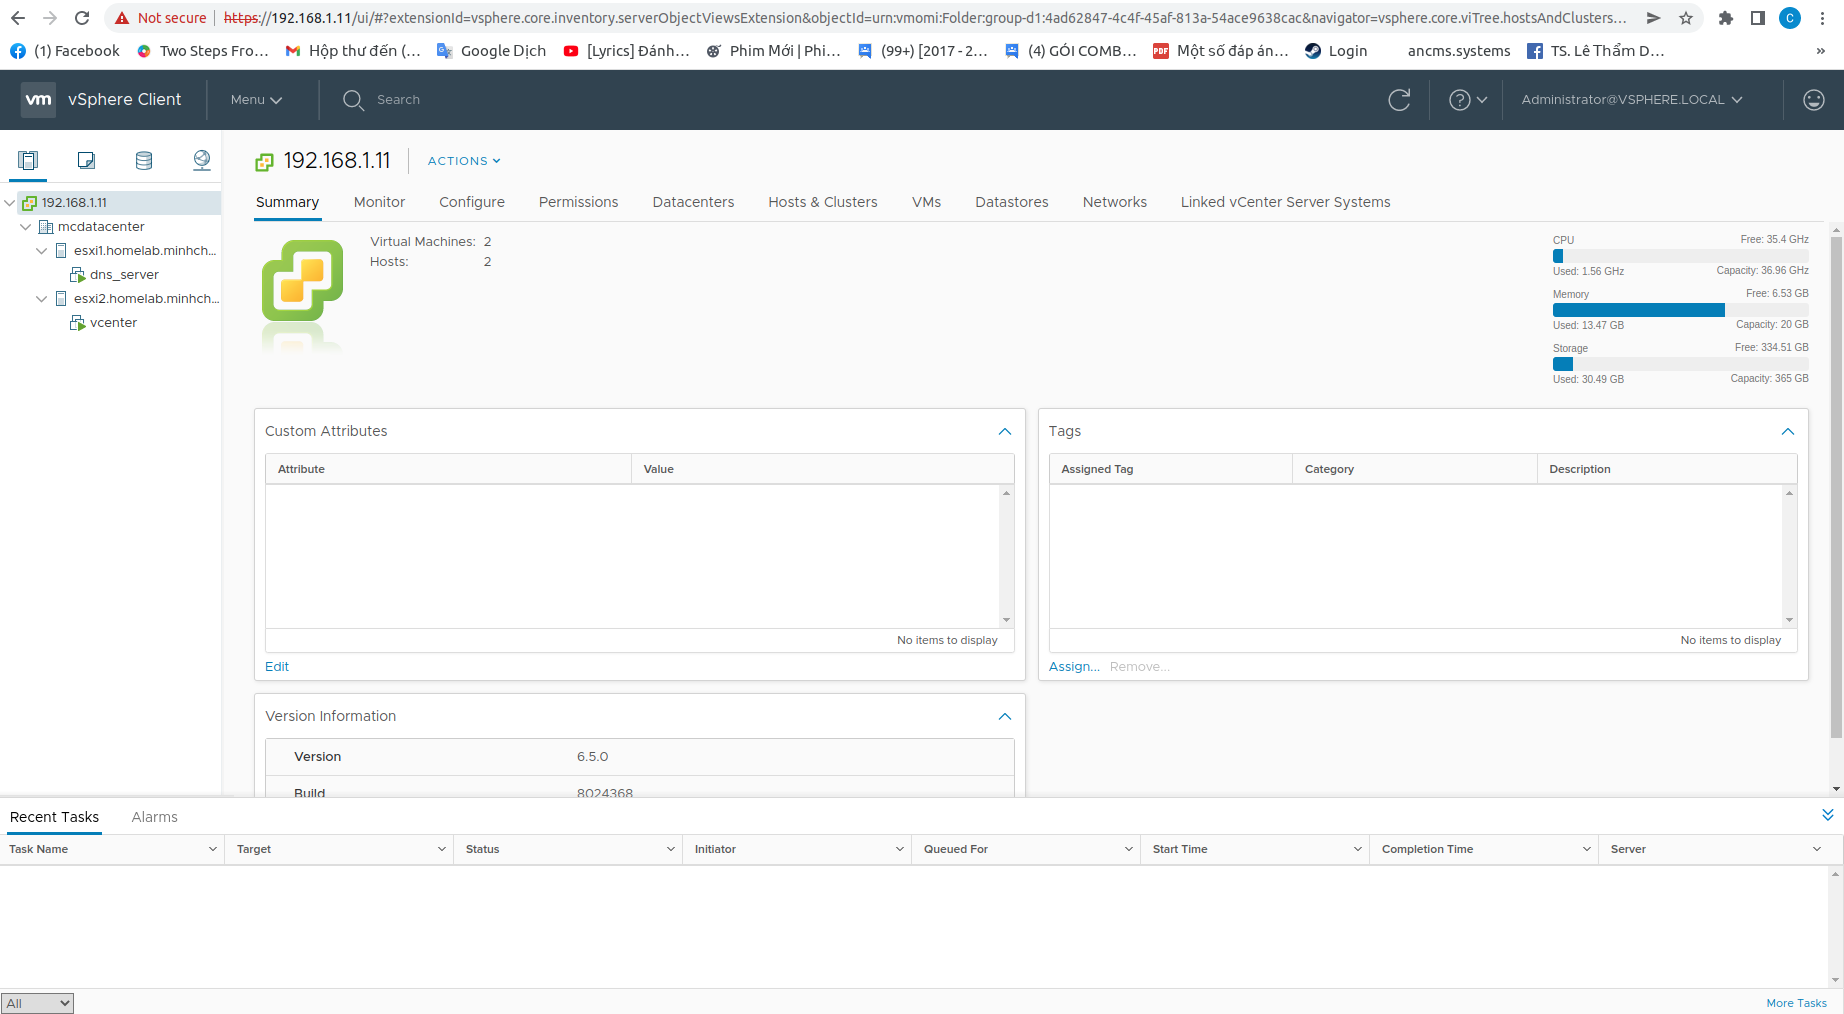 Not secure https://192.168.1.11/ui/#?extensionId=vsphere.core.inventory.serverObjectViewsExtension&objectId=urn:vmomi:Folder:group-d1:4ad62847-4c4f-45af-813a-54ace9638cac&navigator=vsphere.core.viTree.hostsAndClusters... C
(1) Facebook Two Steps Fro... Hộp thư đến (... Google Dịch [Lyrics] Đánh... Phim Mới | Phi... (99+) [2017 - 2... (4) GÓI COMB... PDF Một số đáp án... Login ancms.systems TS. Lê Thẩm D... »
vm vSphere Client Menu Search ? Administrator@VSPHERE.LOCAL
192.168.1.11 ACTIONS
192.168.1.11
mcdatacenter
esxi1.homelab.minhch...
dns_server
esxi2.homelab.minhch...
vcenter
Summary Monitor Configure Permissions Datacenters Hosts & Clusters VMs Datastores Networks Linked vCenter Server Systems
Virtual Machines: 2
Hosts: 2
CPU Free: 35.4 GHz
Used: 1.56 GHz Capacity: 36.96 GHz
Memory Free: 6.53 GB
Used: 13.47 GB Capacity: 20 GB
Storage Free: 334.51 GB
Used: 30.49 GB Capacity: 365 GB
Custom Attributes
Attribute Value
No items to display
Edit
Tags
Assigned Tag Category Description
No items to display
Assign... Remove...
Version Information
Version 6.5.0
Build 8024368
Recent Tasks Alarms
Task Name Target Status Initiator Queued For Start Time Completion Time Server
All More Tasks